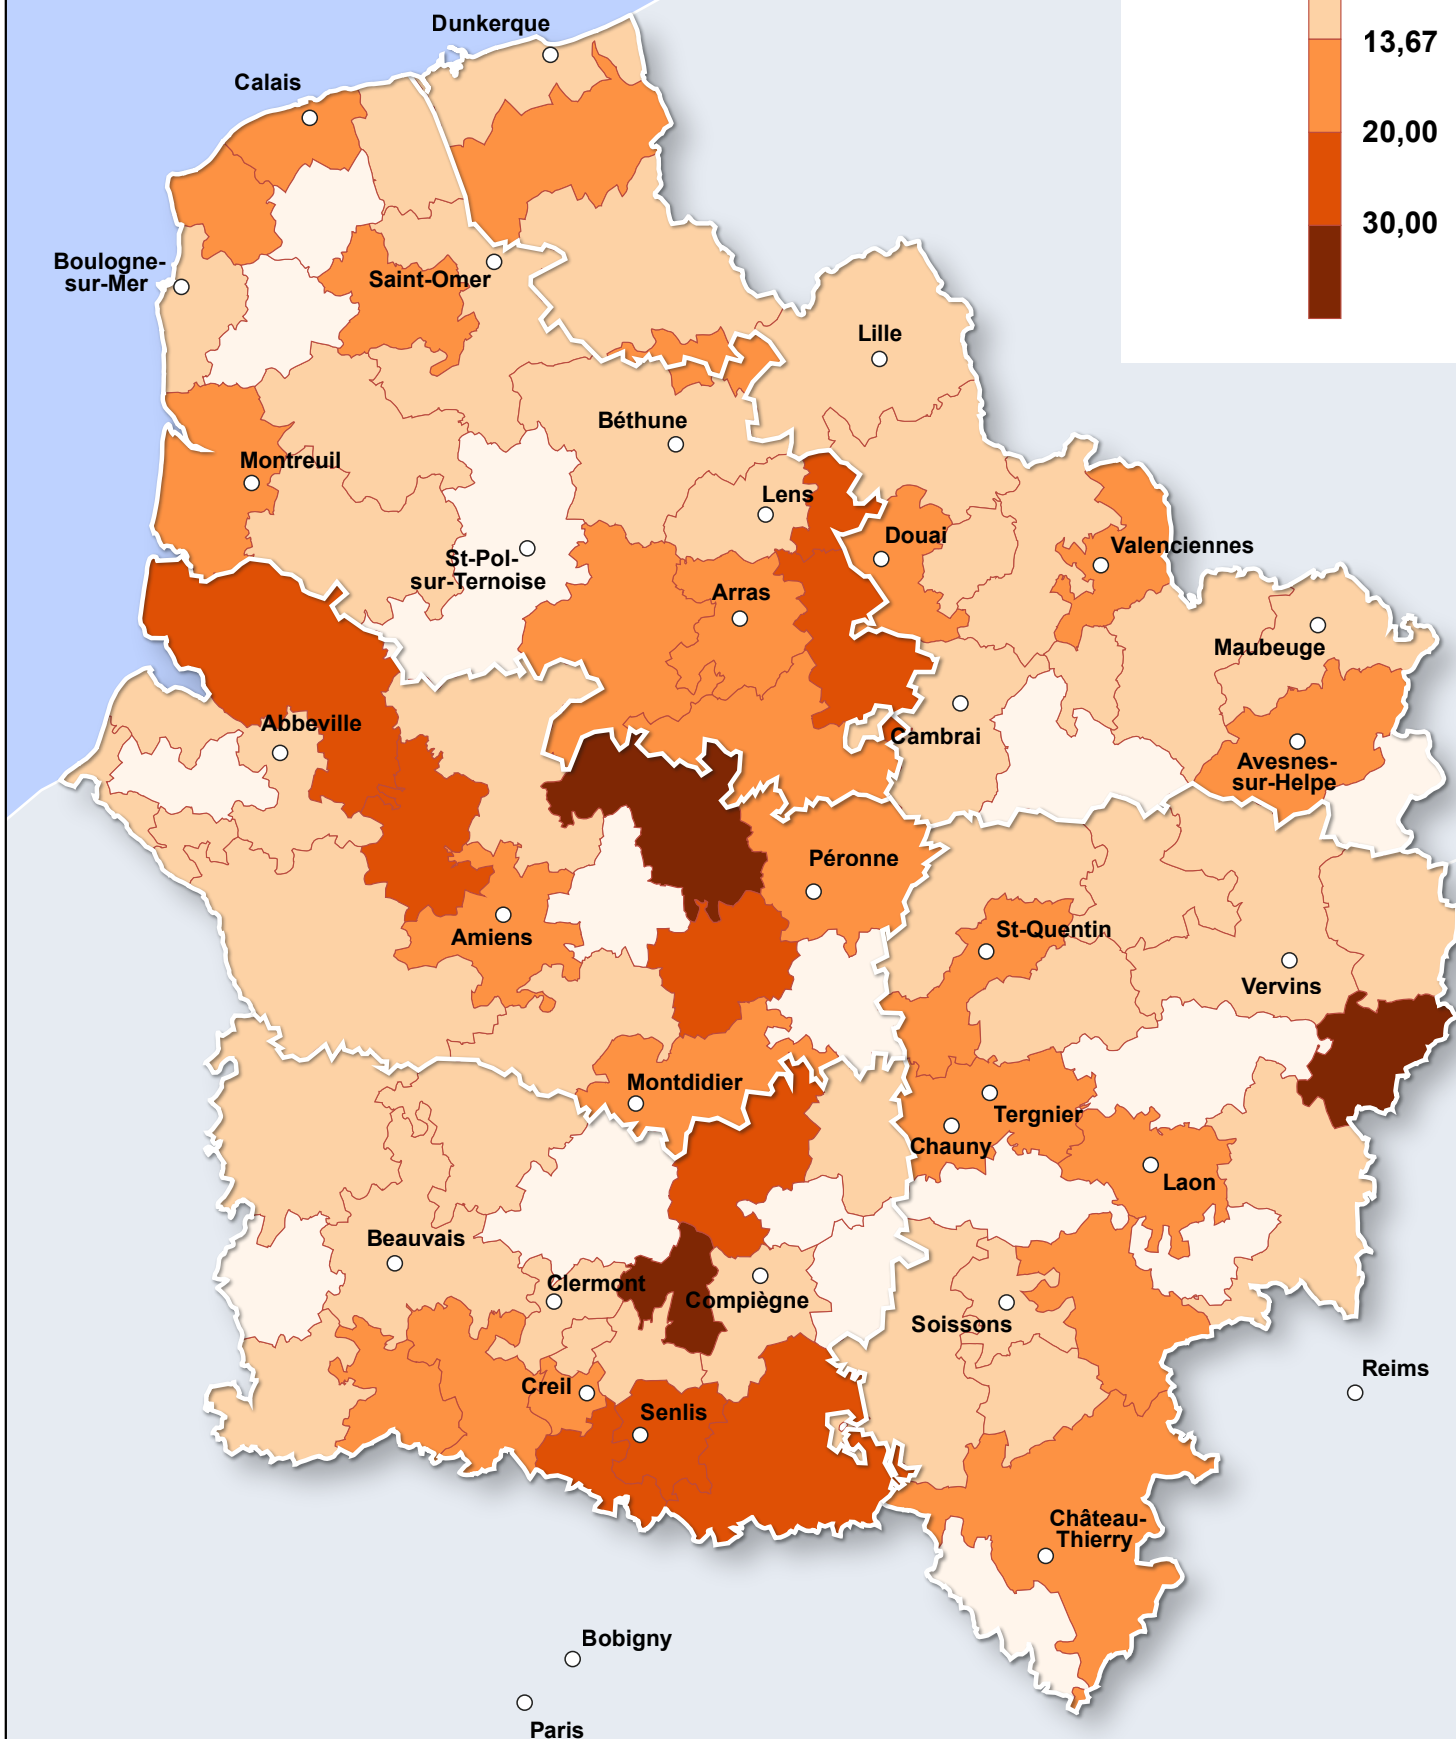 Dunkerque
13,67
Calais
20,00
30,00
Boulogne-
sur-Mer
Saint-Omer
Lille
Béthune
Montreuil
Lens
Douai
Valenciennes
St-Pol-
sur-Ternoise
Arras
Maubeuge
Abbeville
Cambrai
Avesnes-
sur-Helpe
Péronne
Amiens
St-Quentin
Vervins
Montdidier
Tergnier
Chauny
Laon
Beauvais
Clermont
Compiègne
Soissons
Reims
Creil
Senlis
Château-
Thierry
Bobigny
Paris